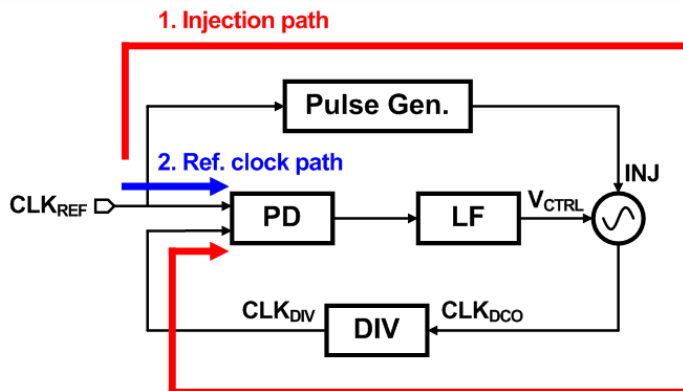 1. Injection path
Pulse Gen.
2. Ref. clock path
INJ
CLKREF
PD
LF
VCTRL
CLKDIV
DIV
CLKDCO